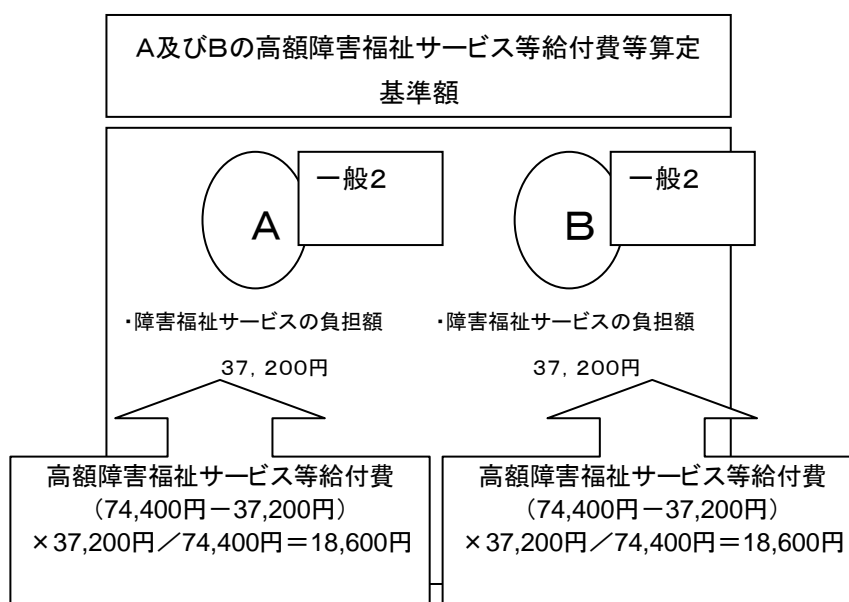 A及びBの高額障害福祉サービス等給付費等算定
基準額
A
一般2
B
一般2
・障害福祉サービスの負担額
37,200円
・障害福祉サービスの負担額
37,200円
高額障害福祉サービス等給付費
(74,400円-37,200円)
×37,200円/74,400円=18,600円
高額障害福祉サービス等給付費
(74,400円-37,200円)
×37,200円/74,400円=18,600円